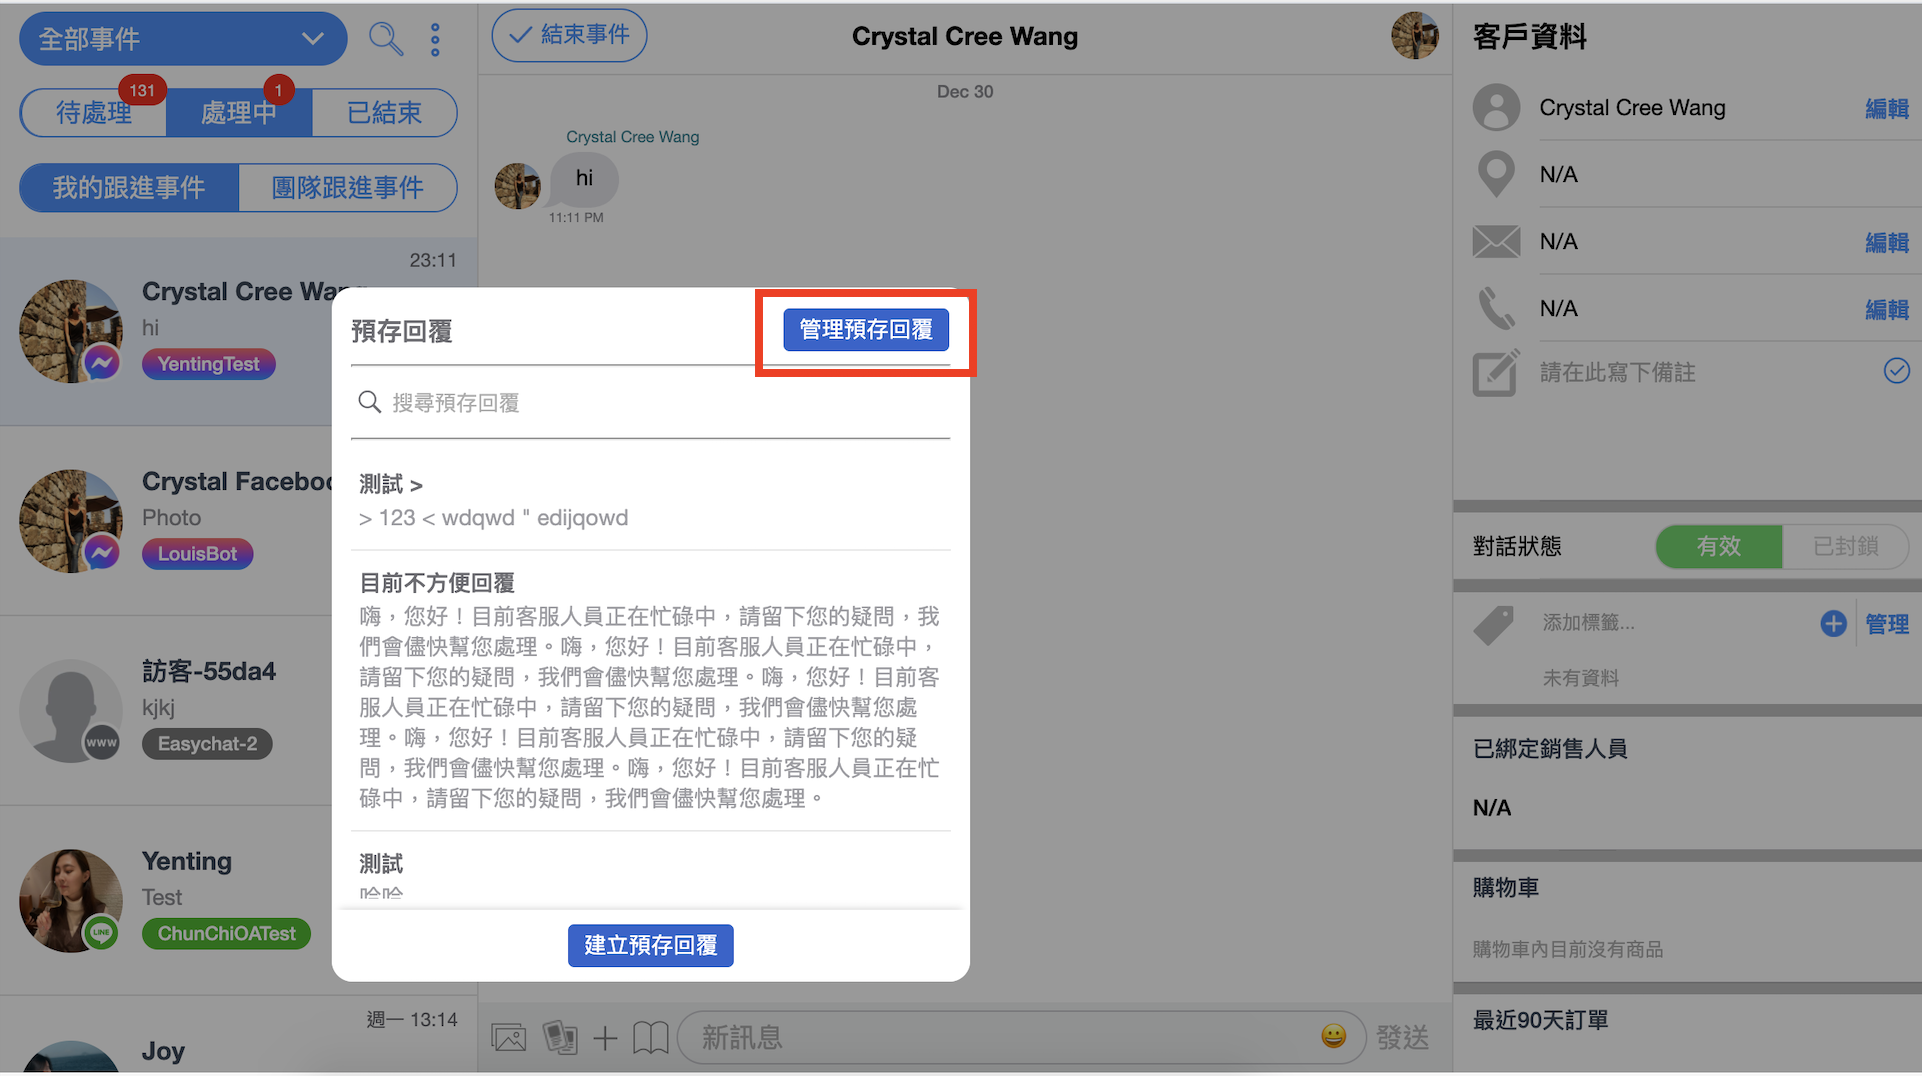 全部事件
待處理
131
處理中
1
已結束
我的跟進事件
團隊跟進事件
23:11
Crystal Cree Wang
hi
YentingTest
Crystal Faceboo
Photo
LouisBot
訪客-55da4
kjkj
www
Easychat-2
Yenting
Test
LINE
ChunChiOATest
週一 13:14
Joy
結束事件
Crystal Cree Wang
Dec 30
Crystal Cree Wang
hi
11:11 PM
預存回覆
管理預存回覆
搜尋預存回覆
測試 >
> 123 < wdqwd " edijqowd
目前不方便回覆
嗨，您好！目前客服人員正在忙碌中，請留下您的疑問，我
們會儘快幫您處理。嗨，您好！目前客服人員正在忙碌中，
請留下您的疑問，我們會儘快幫您處理。嗨，您好！目前客
服人員正在忙碌中，請留下您的疑問，我們會儘快幫您處
理。嗨，您好！目前客服人員正在忙碌中，請留下您的疑
問，我們會儘快幫您處理。嗨，您好！目前客服人員正在忙
碌中，請留下您的疑問，我們會儘快幫您處理。
測試
哈哈
建立預存回覆
新訊息
發送
客戶資料
Crystal Cree Wang
編輯
N/A
N/A
編輯
N/A
編輯
請在此寫下備註
對話狀態
有效
已封鎖
添加標籤...
管理
未有資料
已綁定銷售人員
N/A
購物車
購物車內目前沒有商品
最近90天訂單